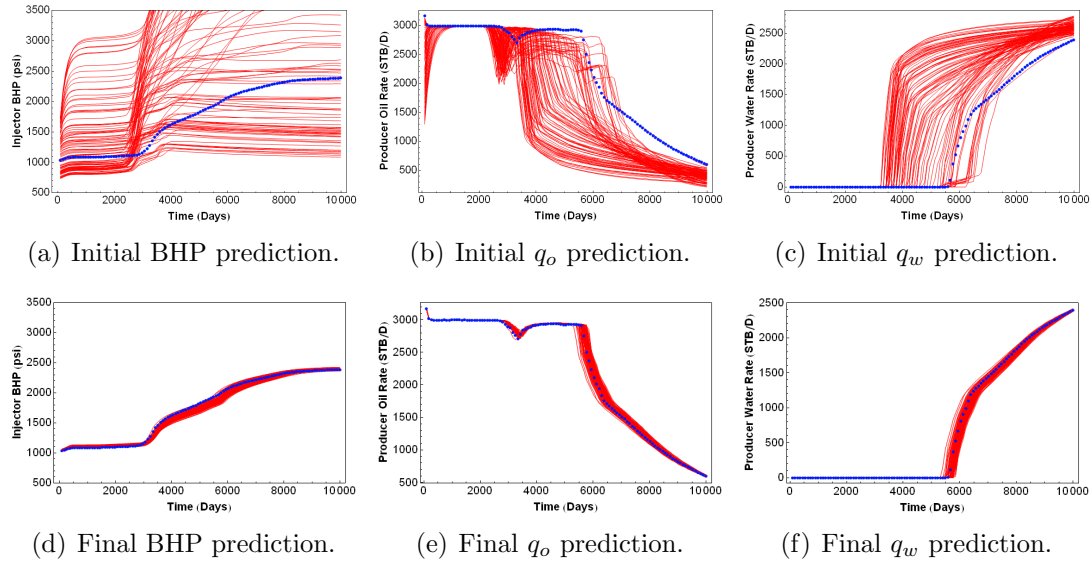 3500
3000
2500
2000
1500
1000
500
Injector BHP (psi)
0 2000 4000 6000 8000 10000
Time (Days)
(a) Initial BHP prediction.
3000
2500
2000
1500
1000
500
0
Producer Oil Rate (STB/D)
0 2000 4000 6000 8000 10000
Time (Days)
(b) Initial qo prediction.
2500
2000
1500
1000
500
0
Producer Water Rate (STB/D)
0 2000 4000 6000 8000 10000
Time (Days)
(c) Initial qw prediction.
3500
3000
2500
2000
1500
1000
500
Injector BHP (psi)
0 2000 4000 6000 8000 10000
Time (Days)
(d) Final BHP prediction.
3000
2500
2000
1500
1000
500
Producer Oil Rate (STB/D)
0 2000 4000 6000 8000 10000
Time (Days)
(e) Final qo prediction.
2500
2000
1500
1000
500
0
Producer Water Rate (STB/D)
0 2000 4000 6000 8000 10000
Time (Days)
(f) Final qw prediction.